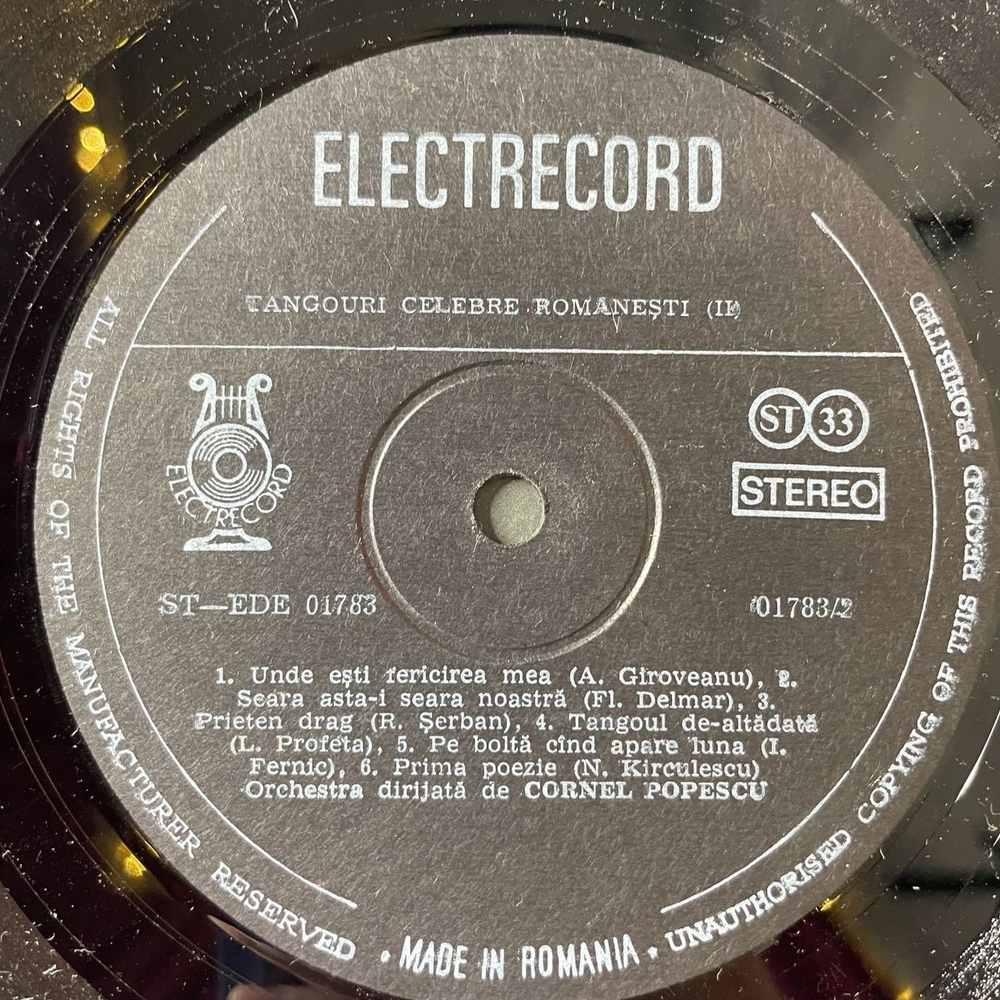 ELECTRECORD
TANGOURI CELEBRE ROMÂNEŞTI (II)
ELECTRECORD
ST 33
STEREO
ST—EDE 01783
01783/2
1. Unde eşti fericirea mea (A. Giroveanu), 2.
Seara asta-i seara noastră (Fl. Delmar), 3.
Prieten drag (R. Şerban), 4. Tangoul de-altădată
(L. Profeta), 5. Pe boltă cînd apare luna (I.
Fernic), 6. Prima poezie (N. Kirculescu)
Orchestra dirijată de CORNEL POPESCU
ALL RIGHTS OF THE MANUFACTURER RESERVED • MADE IN ROMANIA • UNAUTHORISED COPYING OF THIS RECORD PROHIBITED